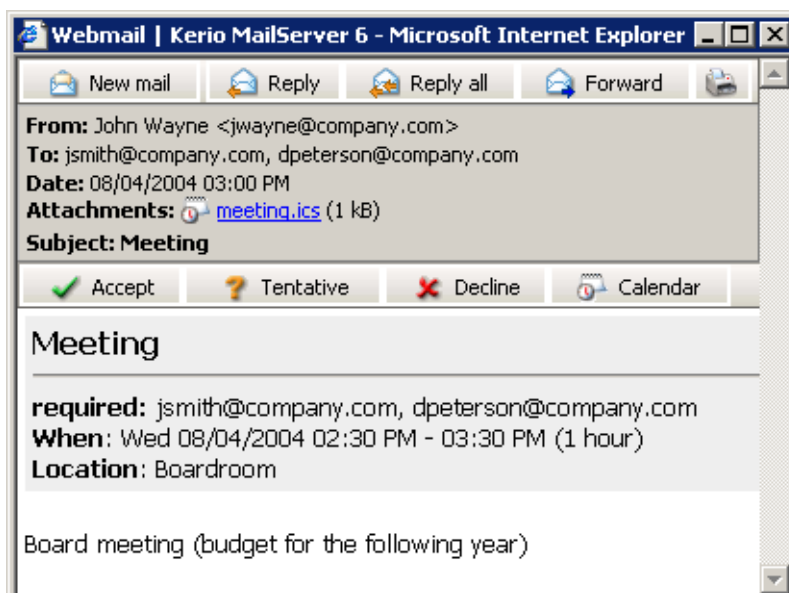 Webmail | Kerio MailServer 6 - Microsoft Internet Explorer
New mail Reply Reply all Forward
From: John Wayne <jwayne@company.com>
To: jsmith@company.com, dpeterson@company.com
Date: 08/04/2004 03:00 PM
Attachments: meeting.ics (1 kB)
Subject: Meeting
Accept Tentative Decline Calendar
Meeting
required: jsmith@company.com, dpeterson@company.com
When: Wed 08/04/2004 02:30 PM - 03:30 PM (1 hour)
Location: Boardroom
Board meeting (budget for the following year)